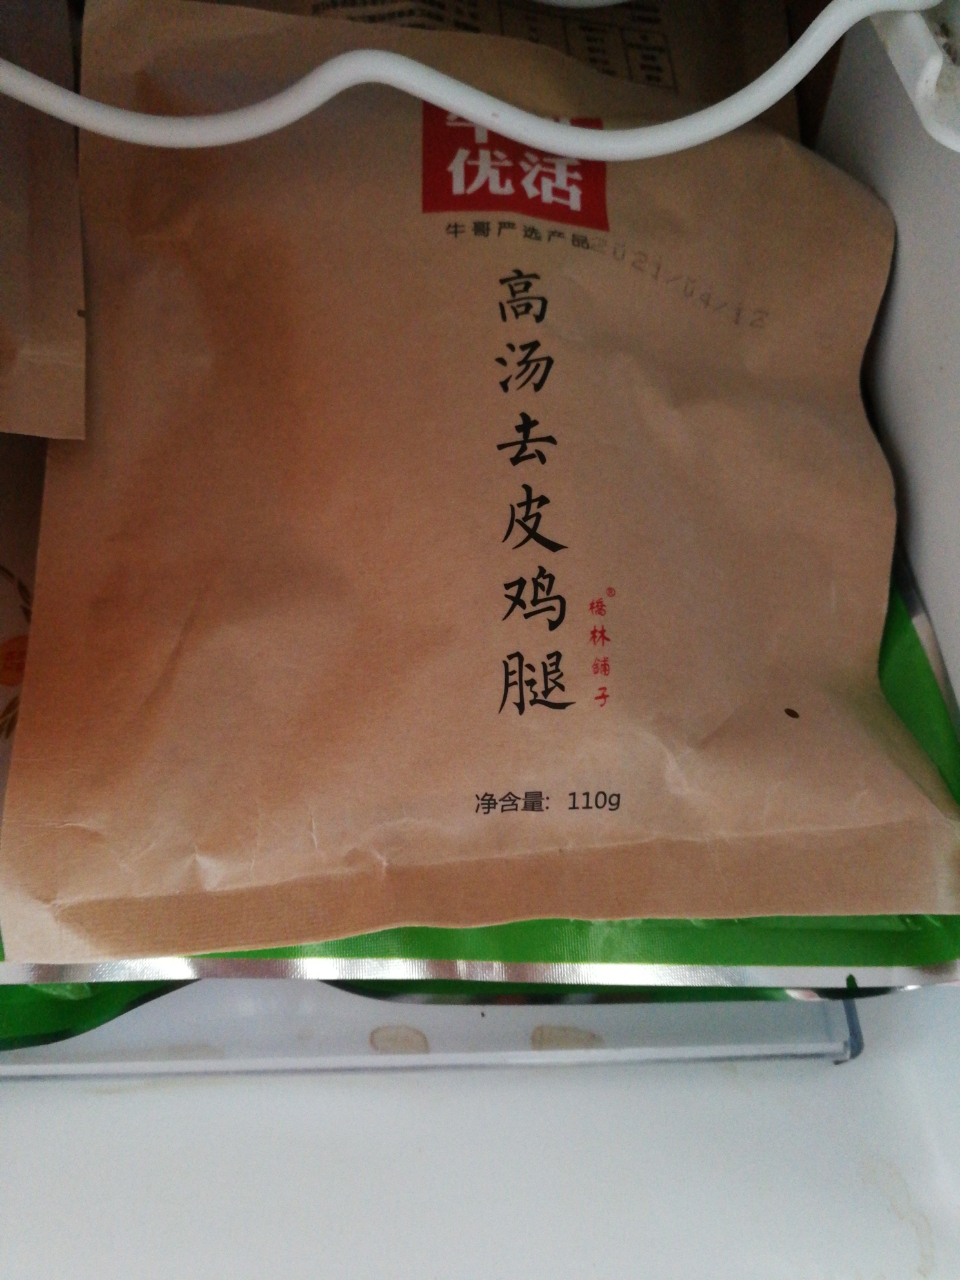 优活
牛哥严选产品
2021/04/12
高汤去皮鸡腿
橋林鋪子
®
净含量: 110g